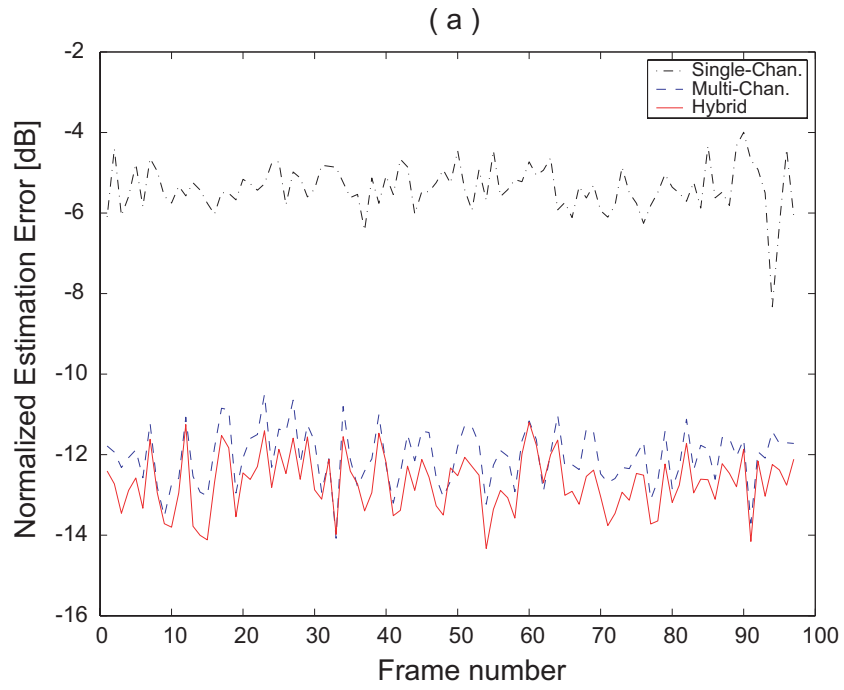 ( a )
Normalized Estimation Error [dB]
-2
-4
-6
-8
-10
-12
-14
-16
Single-Chan.
Multi-Chan.
Hybrid
0 10 20 30 40 50 60 70 80 90 100
Frame number